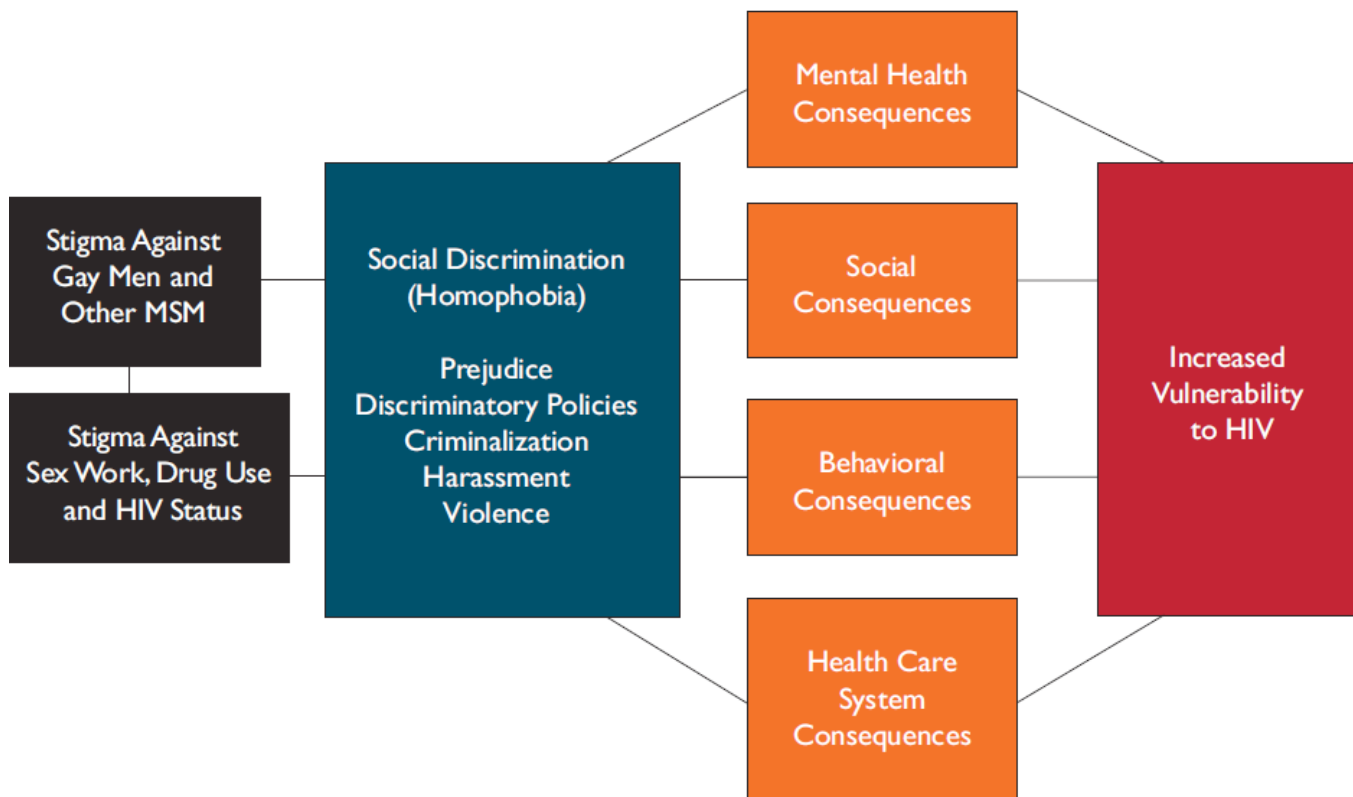 Stigma Against
Gay Men and
Other MSM
Stigma Against
Sex Work, Drug Use
and HIV Status
Social Discrimination
(Homophobia)
Prejudice
Discriminatory Policies
Criminalization
Harassment
Violence
Mental Health
Consequences
Social
Consequences
Behavioral
Consequences
Health Care
System
Consequences
Increased
Vulnerability
to HIV